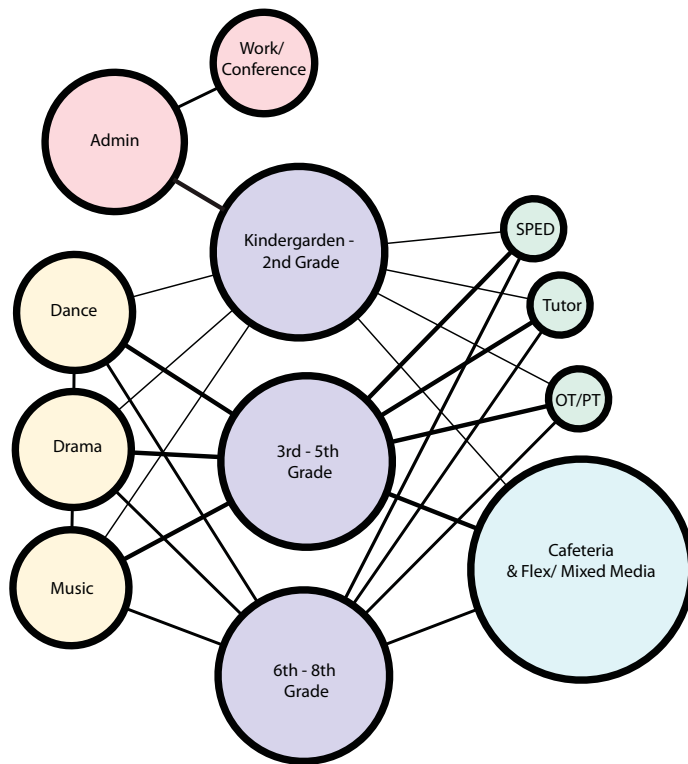 Work/
Conference
Admin
Kindergarden -
2nd Grade
SPED
Dance
Tutor
OT/PT
Drama
3rd - 5th
Grade
Cafeteria
& Flex/ Mixed Media
Music
6th - 8th
Grade